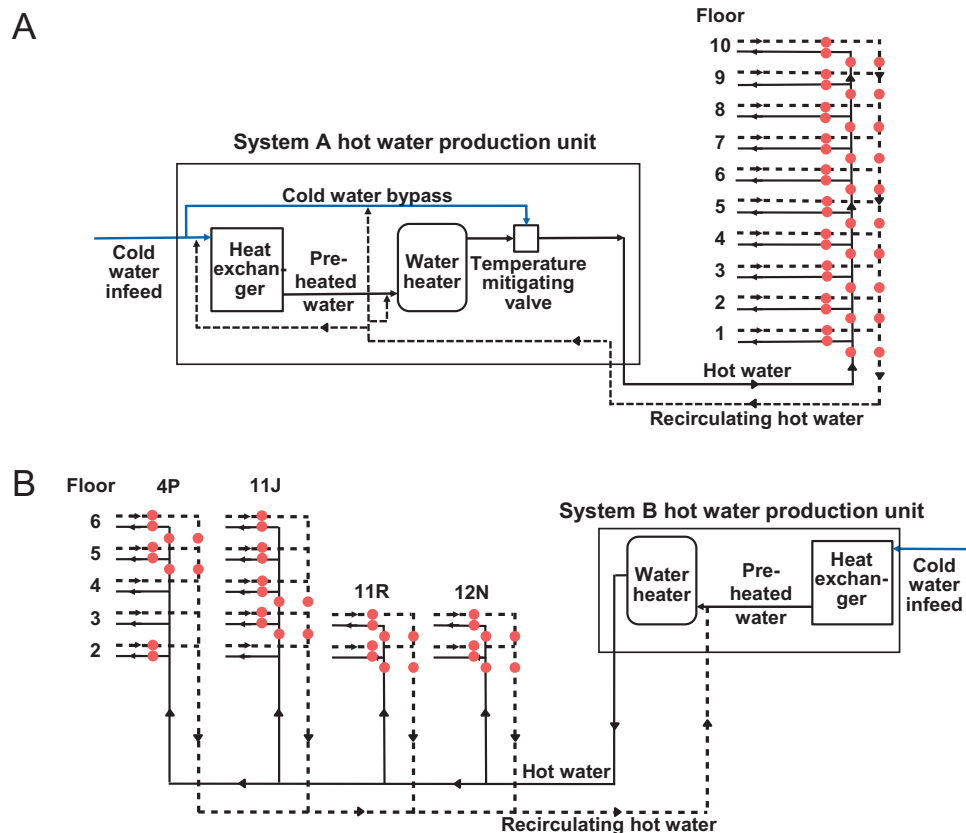 A
Floor
10
9
8
7
6
5
4
3
2
1
System A hot water production unit
Cold water bypass
Cold
water
infeed
Heat
exchan-
ger
Pre-
heated
water
Water
heater
Temperature
mitigating
valve
Hot water
Recirculating hot water
B
Floor
4P
11J
6
5
4
3
2
11R
12N
System B hot water production unit
Water
heater
Pre-
heated
water
Heat
exchan-
ger
Cold
water
infeed
Hot water
Recirculating hot water